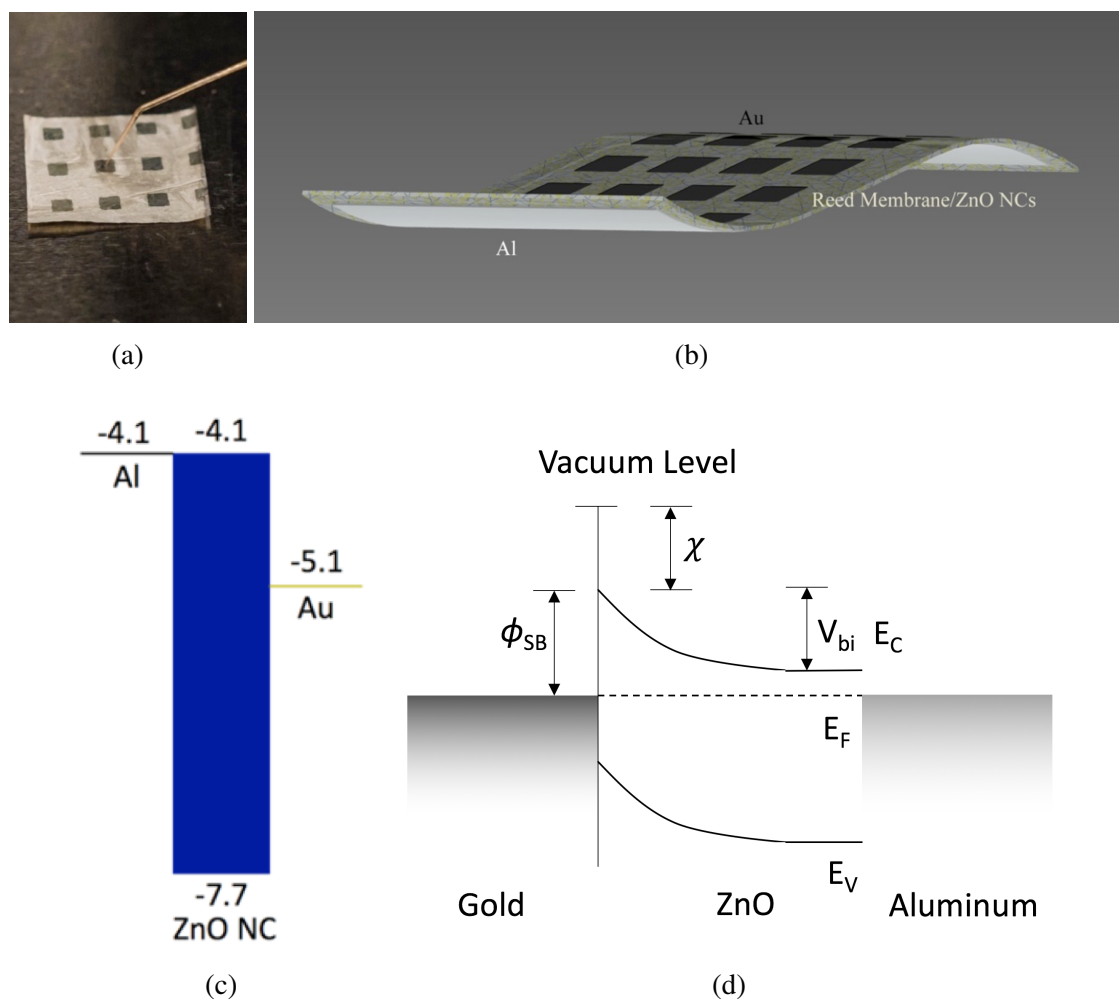 Au
Reed Membrane/ZnO NCs
Al
(a)
(b)
-4.1
-4.1
Al
-5.1
Au
-7.7
ZnO NC
(c)
Vacuum Level
χ
ϕSB
Vbi
EC
EF
EV
Gold
ZnO
Aluminum
(d)